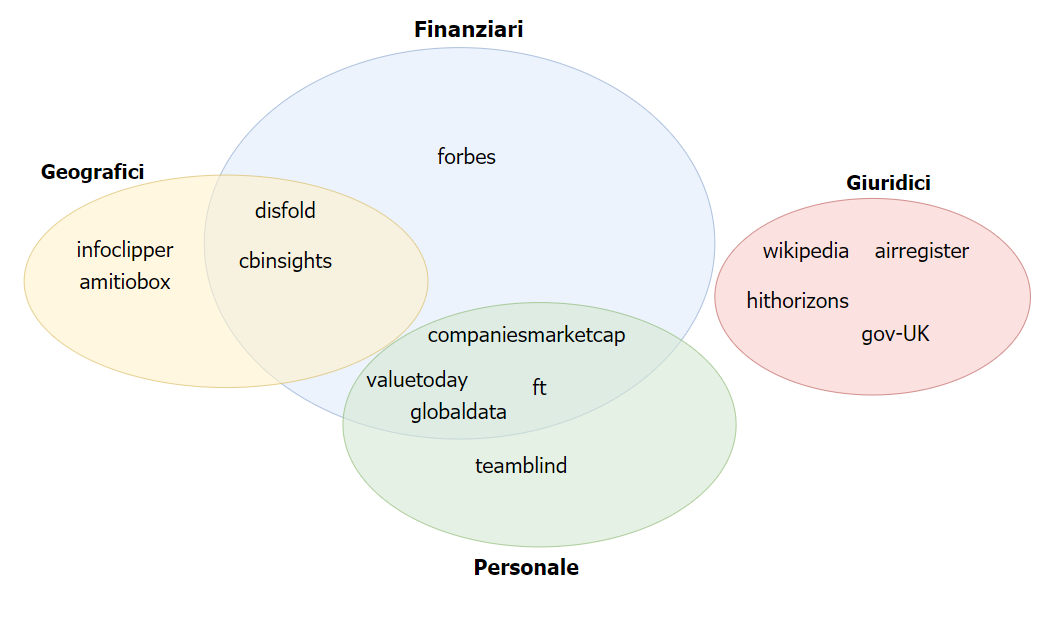 Finanziari
forbes
Geografici
disfold
infoclipper
cbinsights
amitiobox
Giuridici
wikipedia airregister
hithorizons
gov-UK
companiesmarketcap
valuetoday ft
globaldata
teamblind
Personale